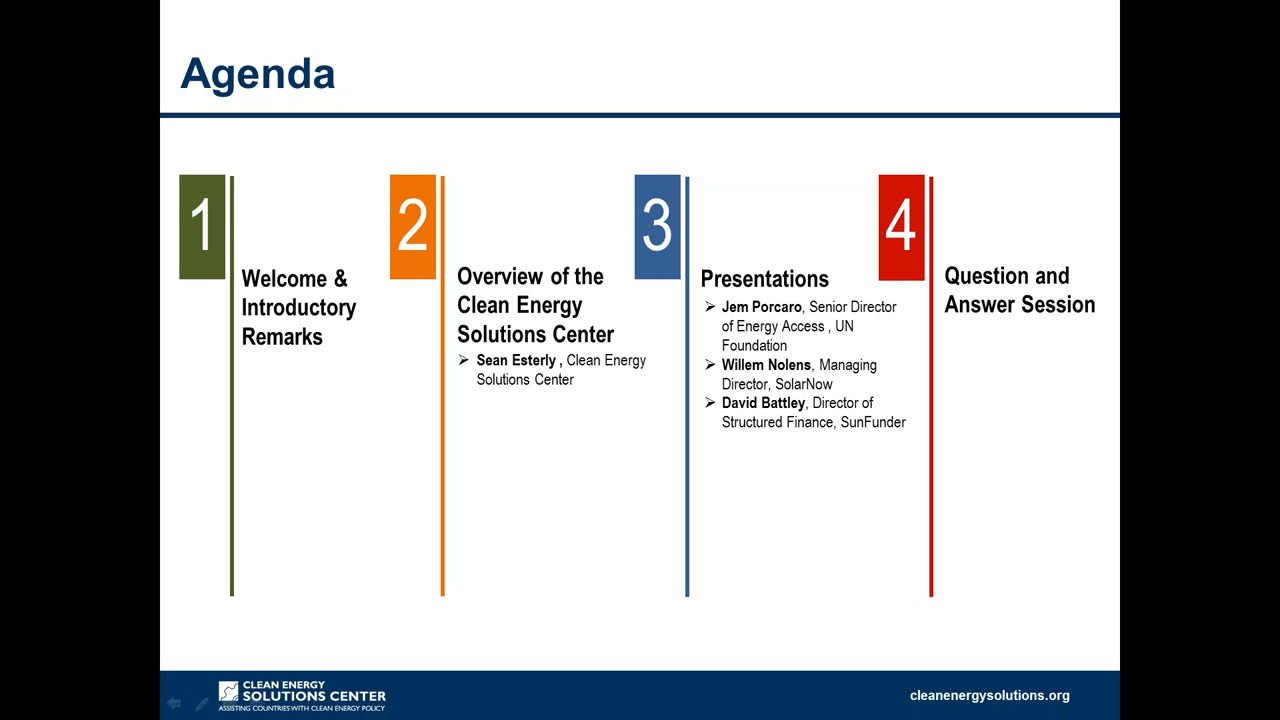 Agenda
1
Welcome &
Introductory
Remarks
2
Overview of the
Clean Energy
Solutions Center
➢ Sean Esterly , Clean Energy
Solutions Center
3
Presentations
➢ Jem Porcaro, Senior Director
of Energy Access , UN
Foundation
➢ Willem Nolens, Managing
Director, SolarNow
➢ David Battley, Director of
Structured Finance, SunFunder
4
Question and
Answer Session
CLEAN ENERGY
SOLUTIONS CENTER
ASSISTING COUNTRIES WITH CLEAN ENERGY POLICY
cleanenergysolutions.org